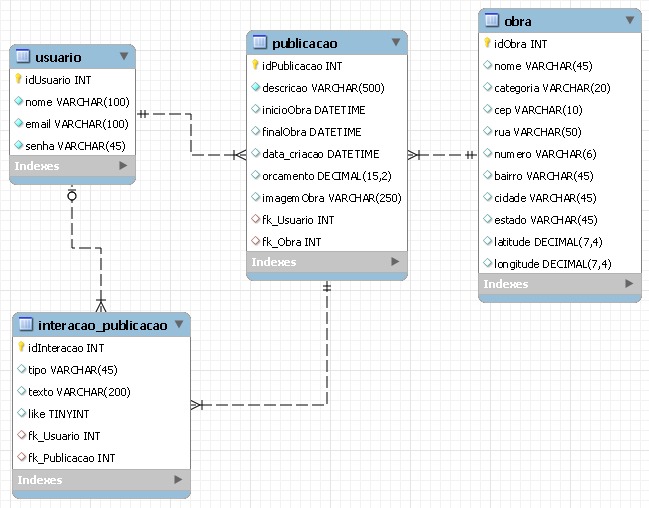 usuario
idUsuario INT
nome VARCHAR(100)
email VARCHAR(100)
senha VARCHAR(45)
Indexes
publicacao
idPublicacao INT
descricao VARCHAR(500)
inicioObra DATETIME
finalObra DATETIME
data_criacao DATETIME
orcamento DECIMAL(15,2)
imagemObra VARCHAR(250)
fk_Usuario INT
fk_Obra INT
Indexes
obra
idObra INT
nome VARCHAR(45)
categoria VARCHAR(20)
cep VARCHAR(10)
rua VARCHAR(50)
numero VARCHAR(6)
bairro VARCHAR(45)
cidade VARCHAR(45)
estado VARCHAR(45)
latitude DECIMAL(7,4)
longitude DECIMAL(7,4)
Indexes
interacao_publicacao
idInteracao INT
tipo VARCHAR(45)
texto VARCHAR(200)
like TINYINT
fk_Usuario INT
fk_Publicacao INT
Indexes